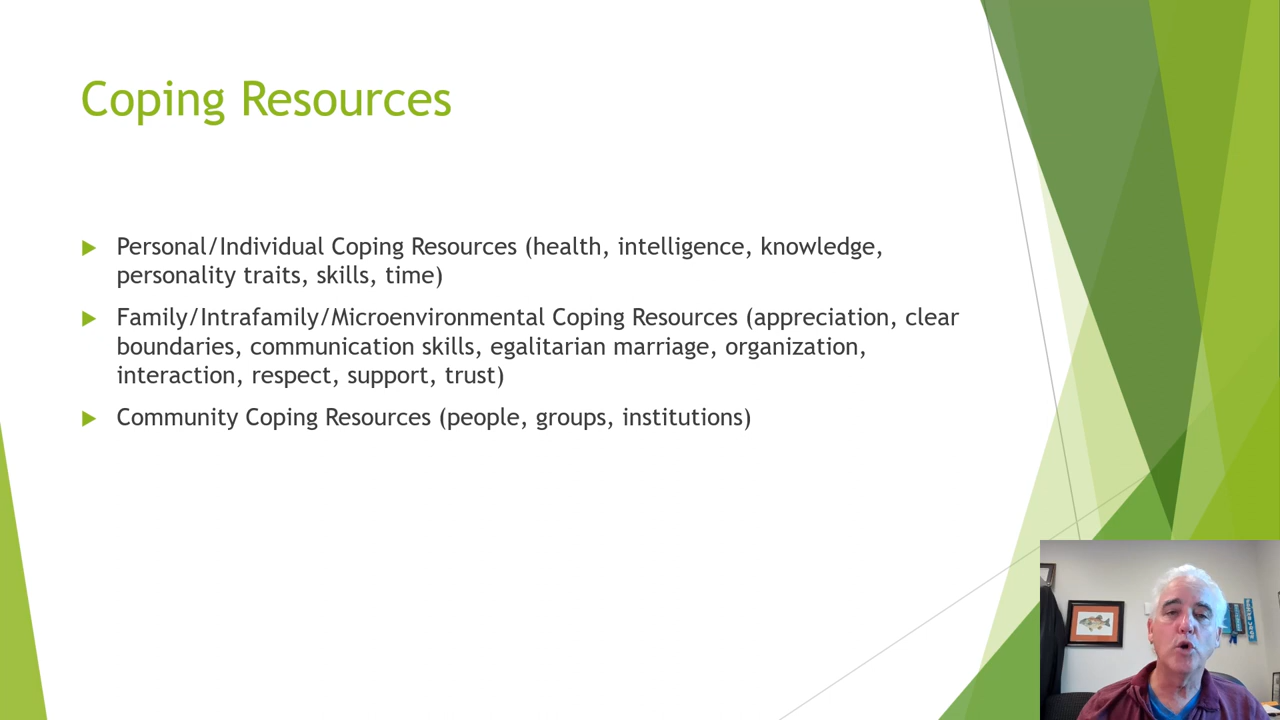 Coping Resources
Personal/Individual Coping Resources (health, intelligence, knowledge,
personality traits, skills, time)
Family/Intrafamily/Microenvironmental Coping Resources (appreciation, clear
boundaries, communication skills, egalitarian marriage, organization,
interaction, respect, support, trust)
Community Coping Resources (people, groups, institutions)